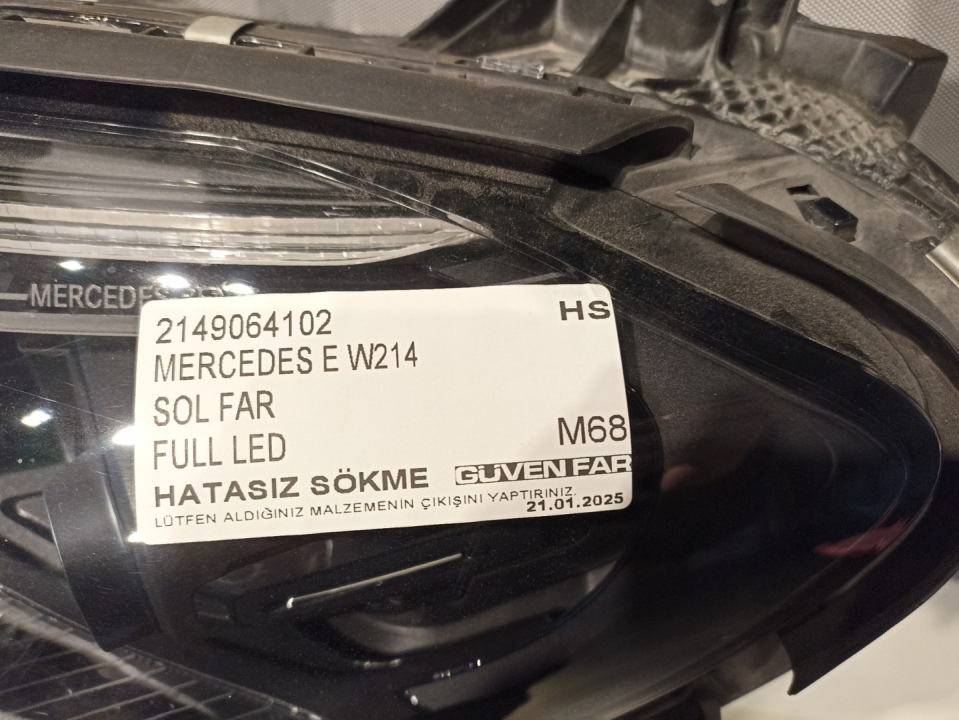 MERCEDES-BENZ
2149064102 HS
MERCEDES E W214
SOL FAR
FULL LED M68
HATASIZ SÖKME GÜVEN FAR
LÜTFEN ALDIĞINIZ MALZEMENİN ÇIKIŞINI YAPTIRINIZ.
21.01.2025